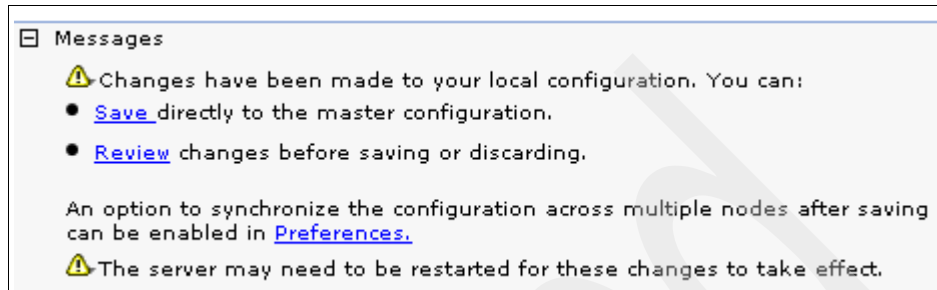 Messages
Changes have been made to your local configuration. You can:
Save directly to the master configuration.
Review changes before saving or discarding.
An option to synchronize the configuration across multiple nodes after saving
can be enabled in Preferences.
The server may need to be restarted for these changes to take effect.